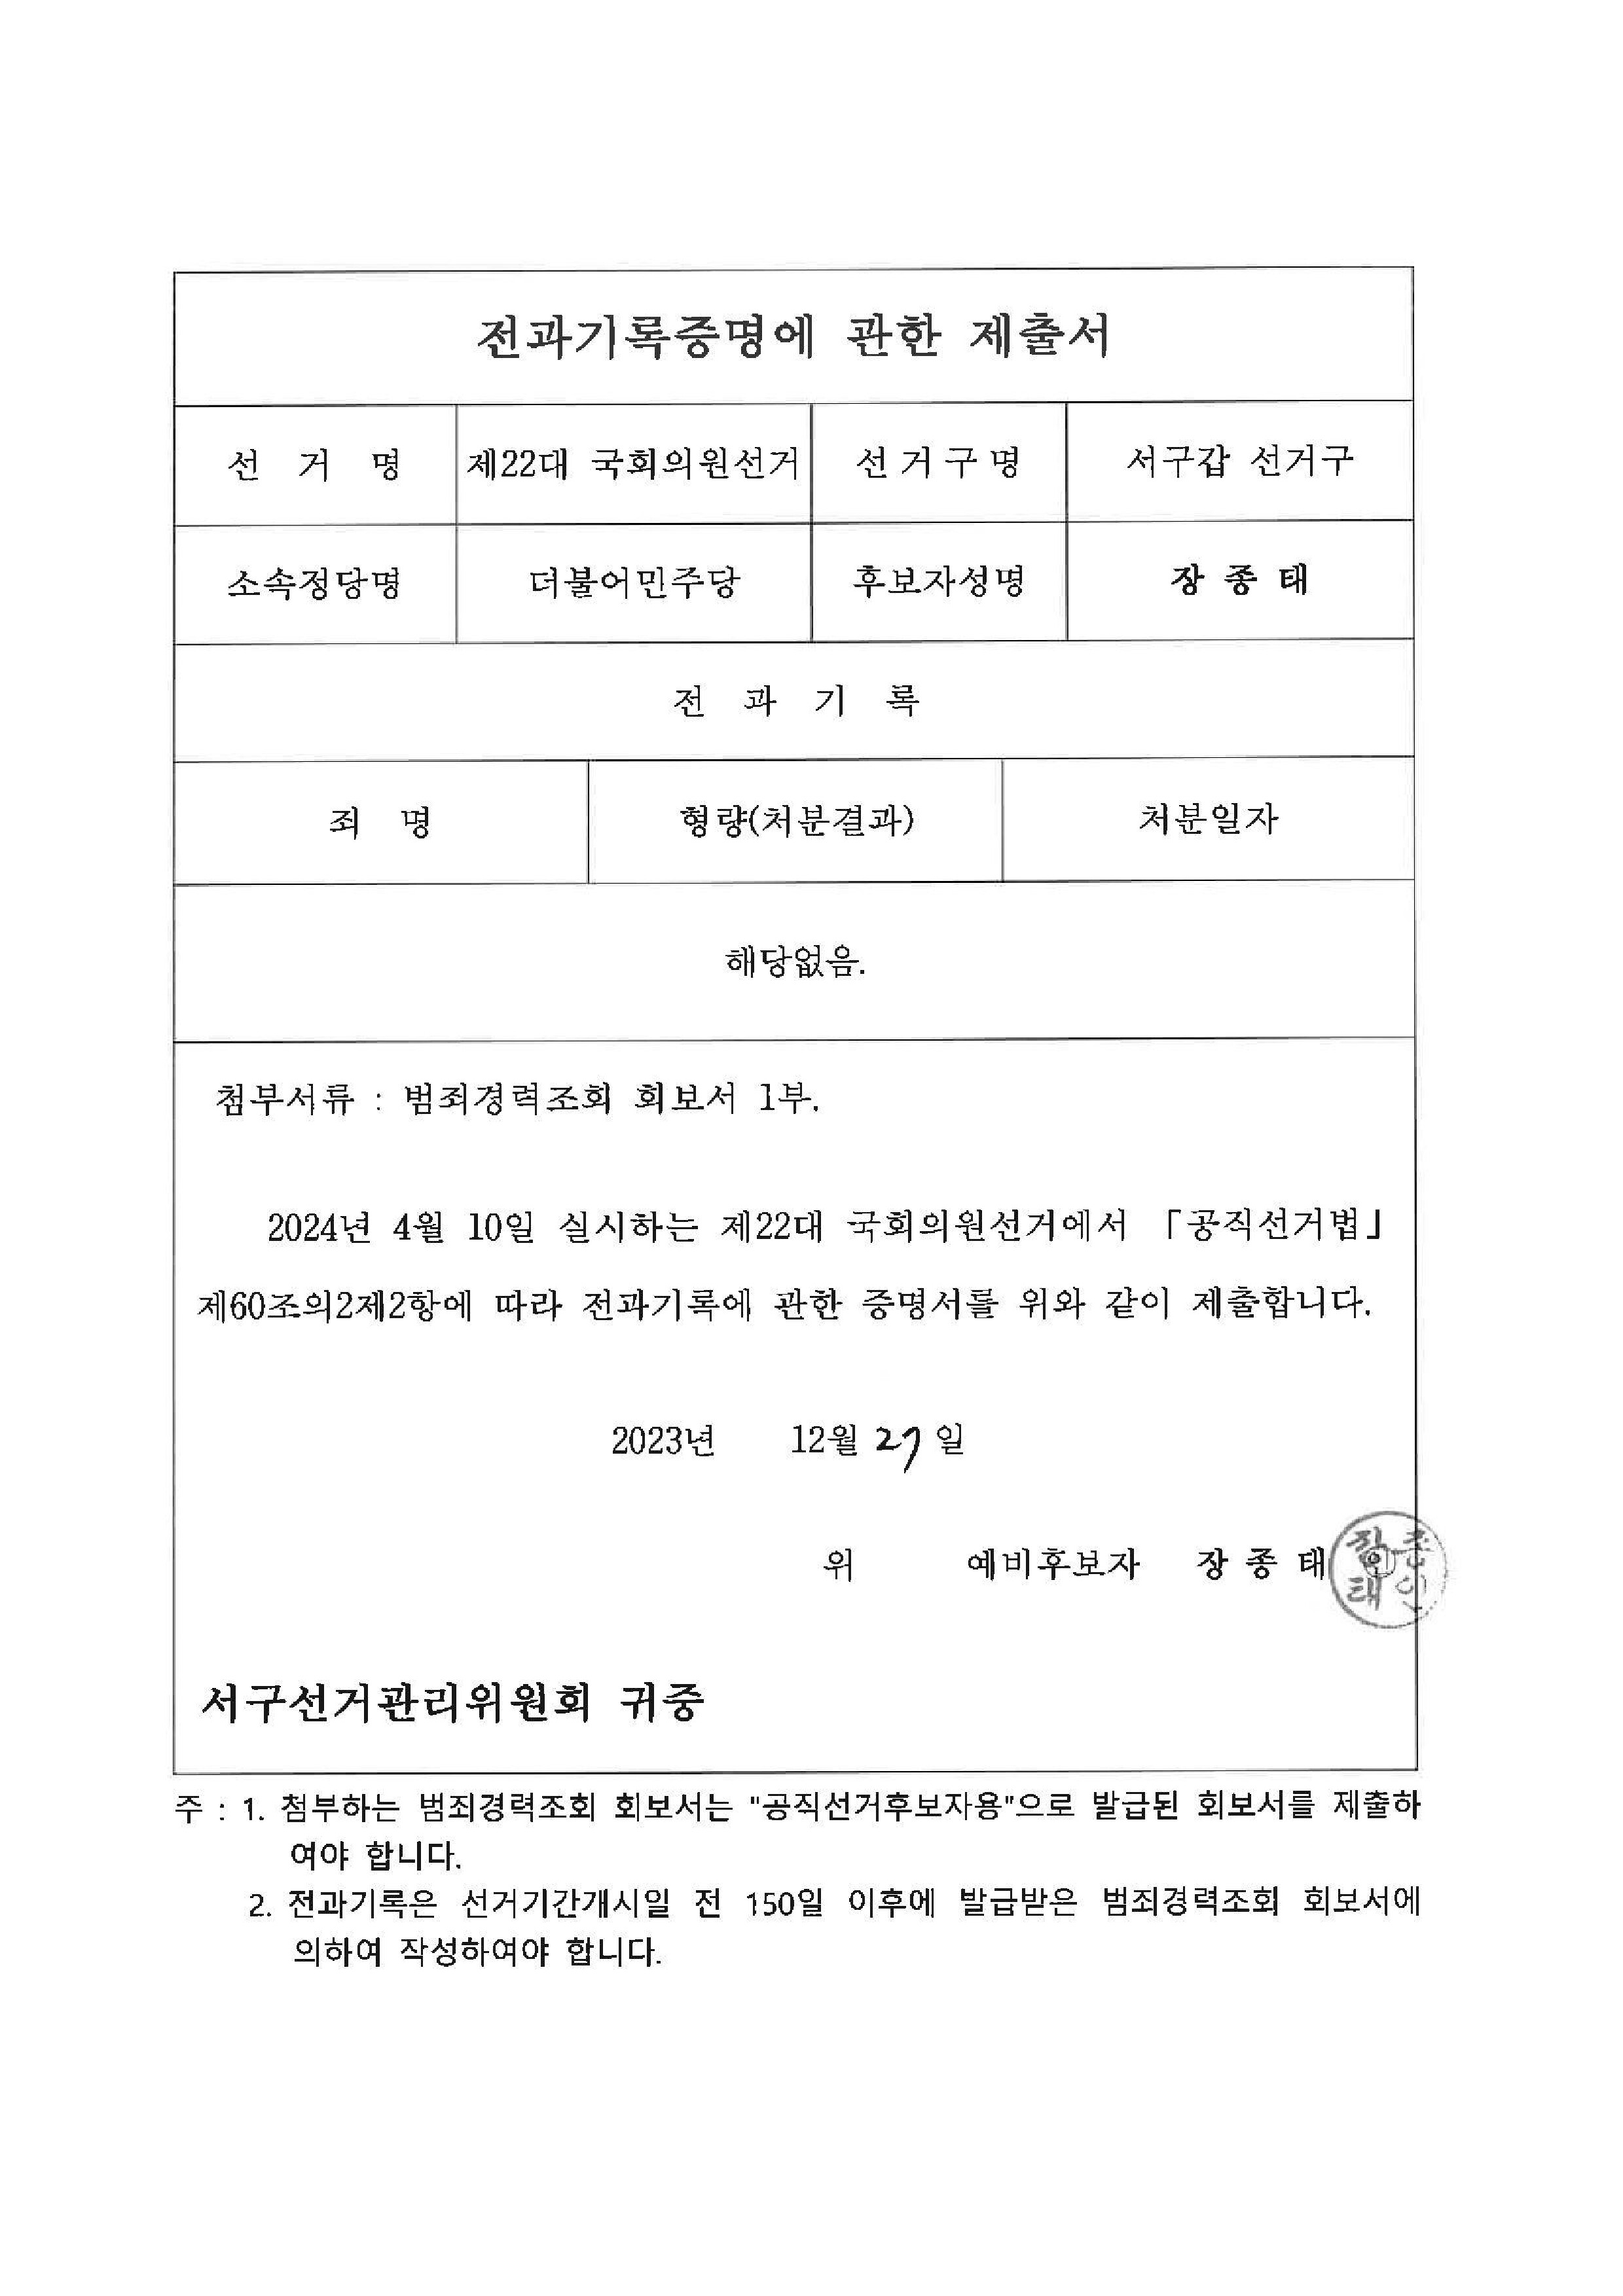 전과기록증명에 관한 제출서
선 거 명 제22대 국회의원선거 선거구명 서구갑 선거구
소속정당명 더불어민주당 후보자성명 장 종 태
전 과 기 록
죄 명 형량(처분결과) 처분일자
해당없음.
첨부서류 : 범죄경력조회 회보서 1부.
2024년 4월 10일 실시하는 제22대 국회의원선거에서 「공직선거법」
제60조의2제2항에 따라 전과기록에 관한 증명서를 위와 같이 제출합니다.
2023년 12월 27일
위 예비후보자 장 종 태 ㊞
장종태인
서구선거관리위원회 귀중
주 : 1. 첨부하는 범죄경력조회 회보서는 "공직선거후보자용"으로 발급된 회보서를 제출하
여야 합니다.
2. 전과기록은 선거기간개시일 전 150일 이후에 발급받은 범죄경력조회 회보서에
의하여 작성하여야 합니다.